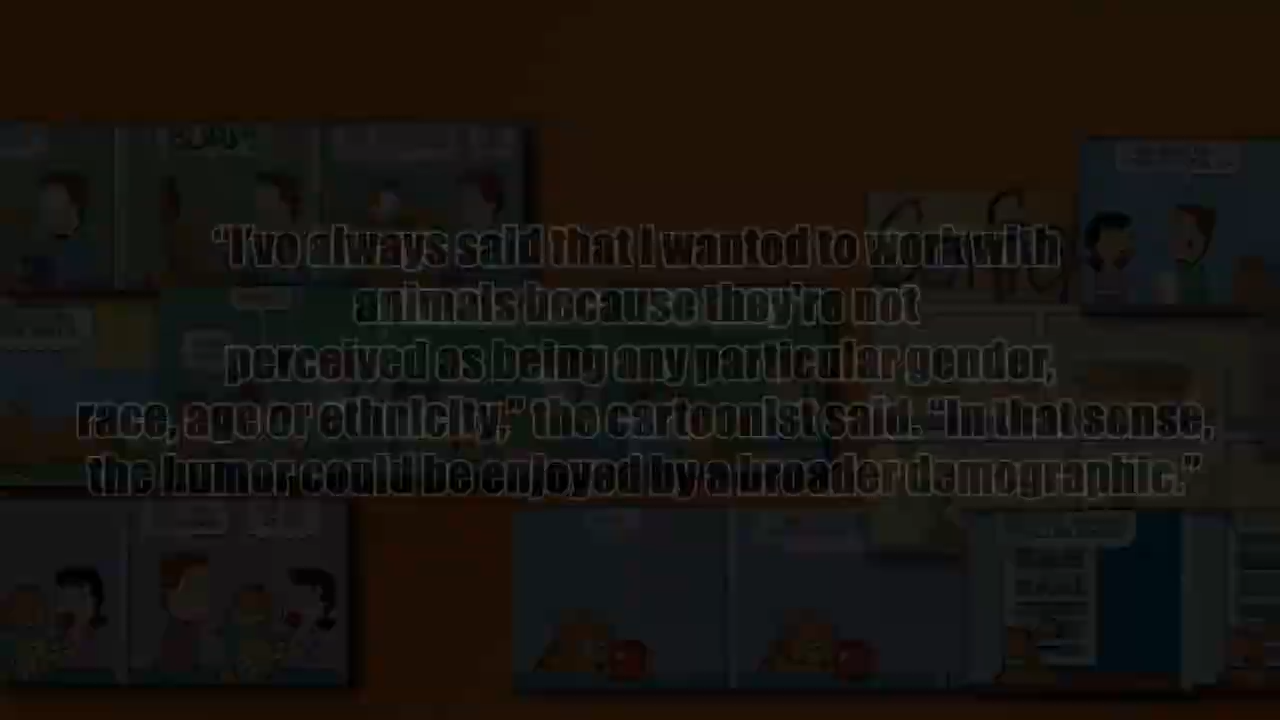 “I've always said that I wanted to work with
animals because they're not
perceived as being any particular gender,
race, age or ethnicity,” the cartoonist said. “In that sense,
the humor could be enjoyed by a broader demographic.”